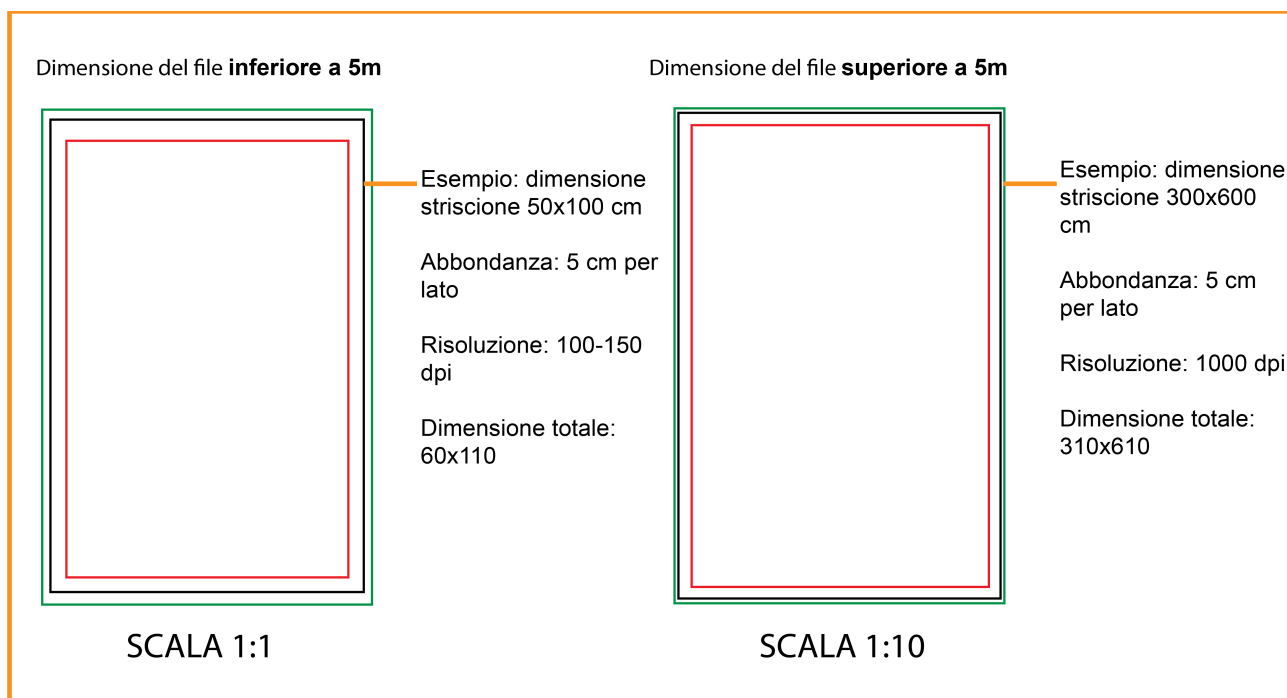 Dimensione del file inferiore a 5m
Esempio: dimensione
striscione 50x100 cm
Abbondanza: 5 cm per
lato
Risoluzione: 100-150
dpi
Dimensione totale:
60x110
SCALA 1:1
Dimensione del file superiore a 5m
Esempio: dimensione
striscione 300x600
cm
Abbondanza: 5 cm
per lato
Risoluzione: 1000 dpi
Dimensione totale:
310x610
SCALA 1:10